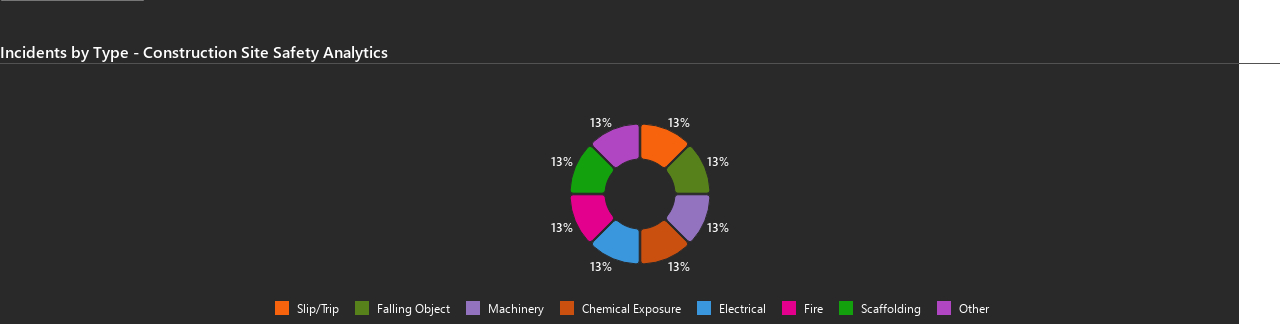 Incidents by Type - Construction Site Safety Analytics
13% 13%
13% 13%
13% 13%
13% 13%
Slip/Trip Falling Object Machinery Chemical Exposure Electrical Fire Scaffolding Other